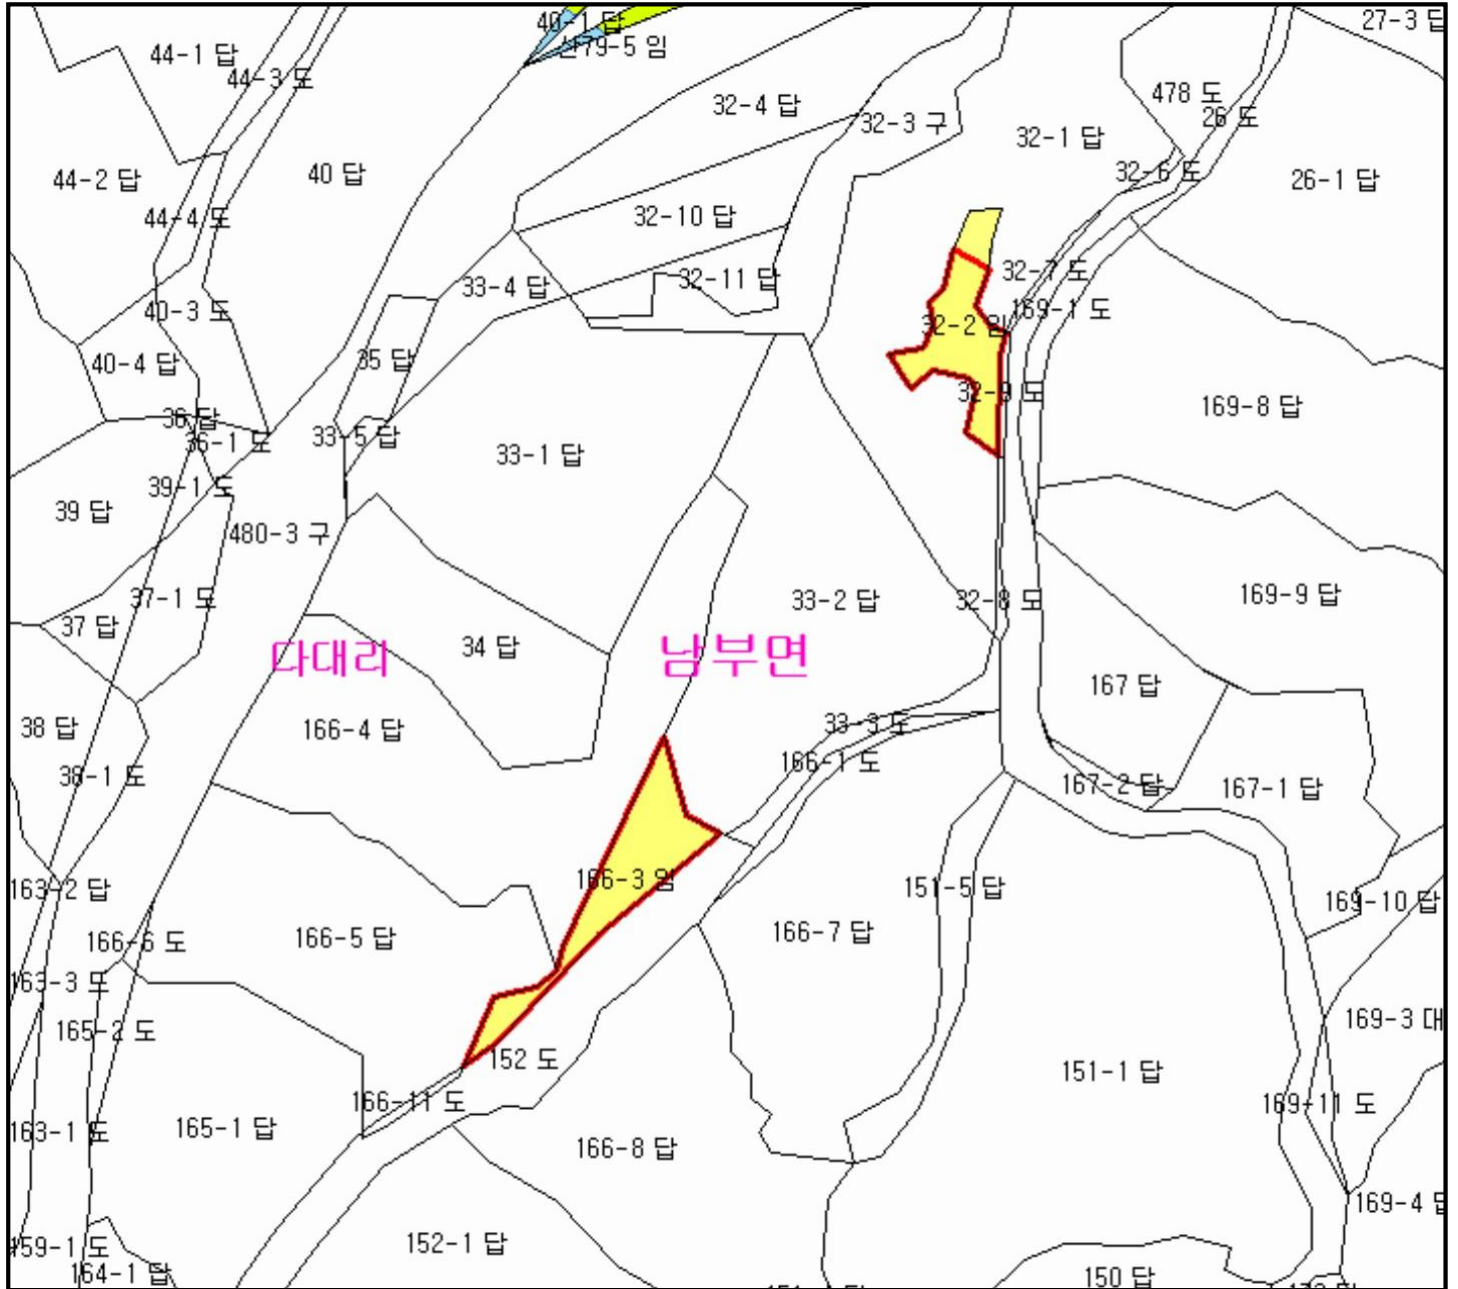 40-1 답
27-3 답
44-1 답
산179-5 임
44-3 도
478 도
32-4 답
26 도
32-3 구
32-1 답
40 답
32-6 도
44-2 답
26-1 답
44-4 도
32-10 답
32-7 도
32-11 답
33-4 답
40-3 도
169-1 도
32-2 임
40-4 답
35 답
32-9 도
169-8 답
36 답
36-1 도
33-5 답
33-1 답
39-1 도
39 답
480-3 구
169-9 답
37-1 도
33-2 답
32-8 도
37 답
34 답
다대리
남부면
167 답
38 답
166-4 답
33-3 도
166-1 도
38-1 도
167-2 답
167-1 답
166-3 임
163-2 답
151-5 답
169-10 답
166-6 도
166-5 답
166-7 답
163-3 도
169-3 대
165-2 도
152 도
151-1 답
166-11 도
169-11 도
163-1 도
165-1 답
166-8 답
169-4 답
159-1 도
152-1 답
164-1 답
150 답